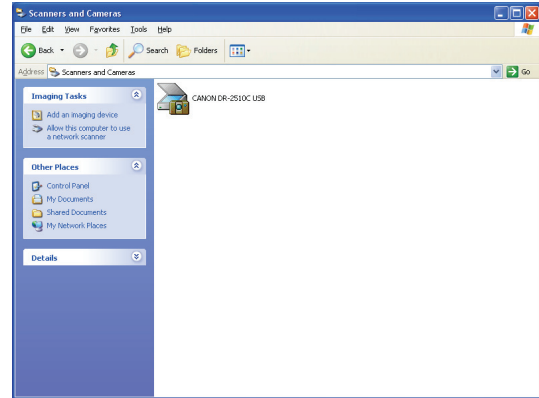 Scanners and Cameras
File Edit View Favorites Tools Help
Back Search Folders
Address Scanners and Cameras Go
Imaging Tasks
Add an imaging device
Allow this computer to use
a network scanner
CANON DR-2510C USB
Other Places
Control Panel
My Documents
Shared Documents
My Network Places
Details